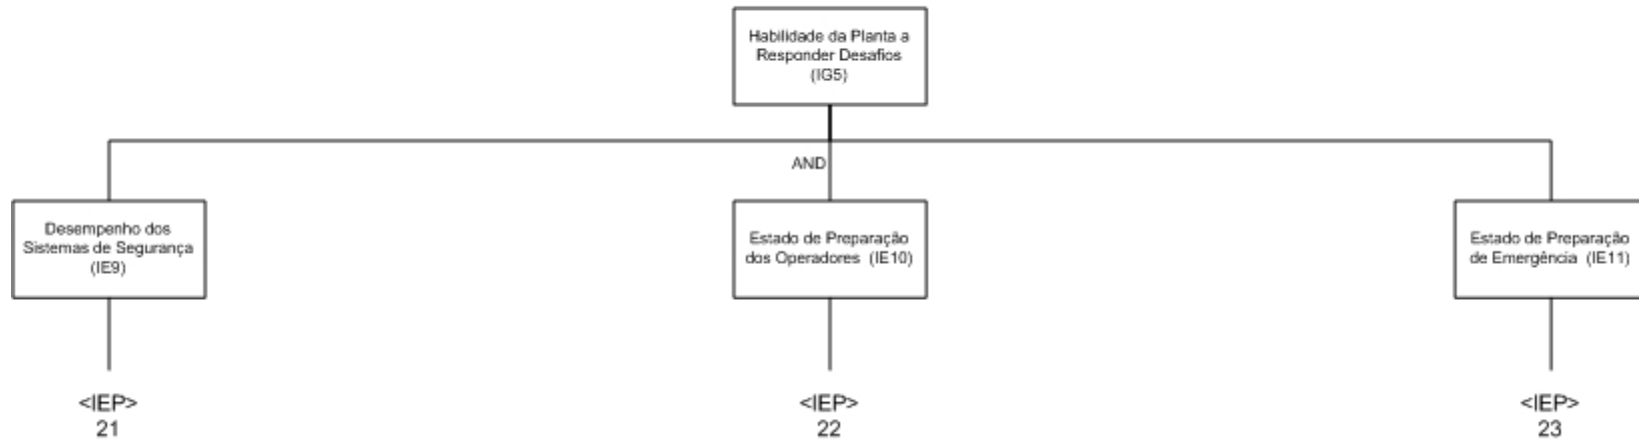 Habilidade da Planta a
Responder Desafios
(IG5)
AND
Desempenho dos
Sistemas de Segurança
(IE9)
Estado de Preparação
dos Operadores (IE10)
Estado de Preparação
de Emergência (IE11)
<IEP>
21
<IEP>
22
<IEP>
23